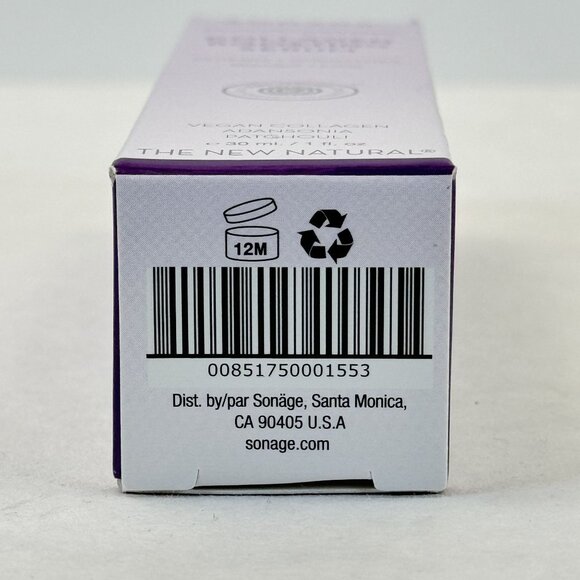 SERUM
VEGAN COLLAGEN
ADANSONIA
PATCHOULI
℮ 30 mL / 1 fl. oz
THE NEW NATURAL®
12M
00851750001553
Dist. by/par Sonäge, Santa Monica,
CA 90405 U.S.A
sonage.com